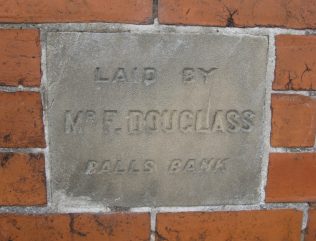 LAID BY
MR F. DOUGLASS
BALLS BANK